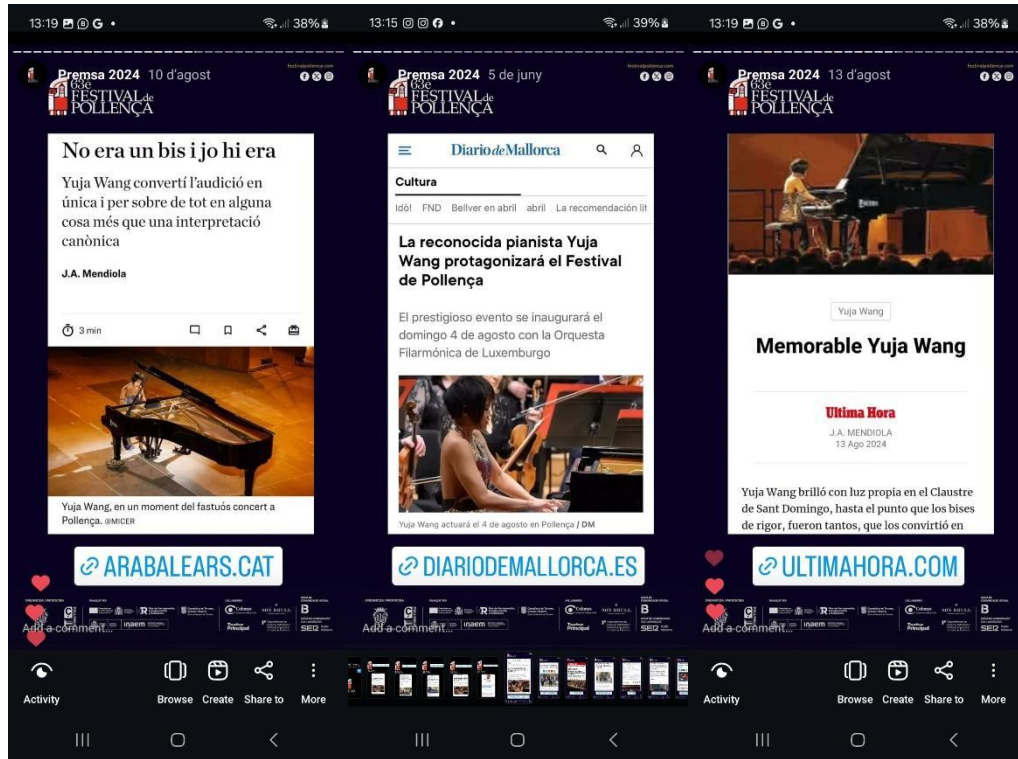 13:19
38%
Premsa 2024 10 d'agost
festivalpollenca.com
63è
FESTIVAL de
POLLENÇA
No era un bis i jo hi era
Yuja Wang convertí l'audició en
única i per sobre de tot en alguna
cosa més que una interpretació
canònica
J.A. Mendiola
3 min
Yuja Wang, en un moment del fastuós concert a
Pollença. @MICER
ARABALEARS.CAT
Add a comment...
Activity
Browse
Create
Share to
More
13:15
39%
Premsa 2024 5 de juny
festivalpollenca.com
63è
FESTIVAL de
POLLENÇA
Diario de Mallorca
Cultura
Idò! FND Bellver en abril abril La recomendación lit
La reconocida pianista Yuja
Wang protagonizará el Festival
de Pollença
El prestigioso evento se inaugurará el
domingo 4 de agosto con la Orquesta
Filarmónica de Luxemburgo
Yuja Wang actuará el 4 de agosto en Pollença / DM
DIARIODEMALLORCA.ES
Add a comment...
13:19
38%
Premsa 2024 13 d'agost
festivalpollenca.com
63è
FESTIVAL de
POLLENÇA
Yuja Wang
Memorable Yuja Wang
Ultima Hora
J.A. MENDIOLA
13 Ago 2024
Yuja Wang brilló con luz propia en el Claustre
de Sant Domingo, hasta el punto que los bises
de rigor, fueron tantos, que los convirtió en
ULTIMAHORA.COM
Add a comment...
Activity
Browse
Create
Share to
More